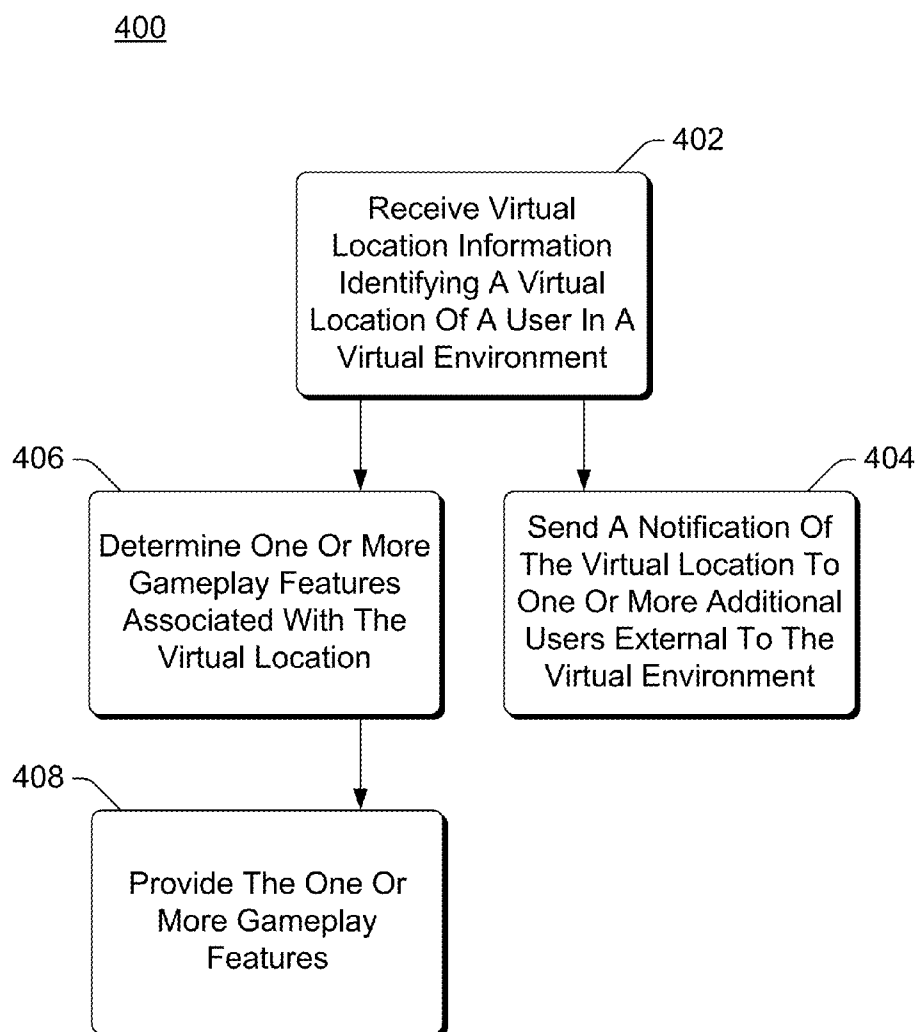 400
402
Receive Virtual
Location Information
Identifying A Virtual
Location Of A User In A
Virtual Environment
406
Determine One Or More
Gameplay Features
Associated With The
Virtual Location
404
Send A Notification Of
The Virtual Location To
One Or More Additional
Users External To The
Virtual Environment
408
Provide The One Or
More Gameplay
Features